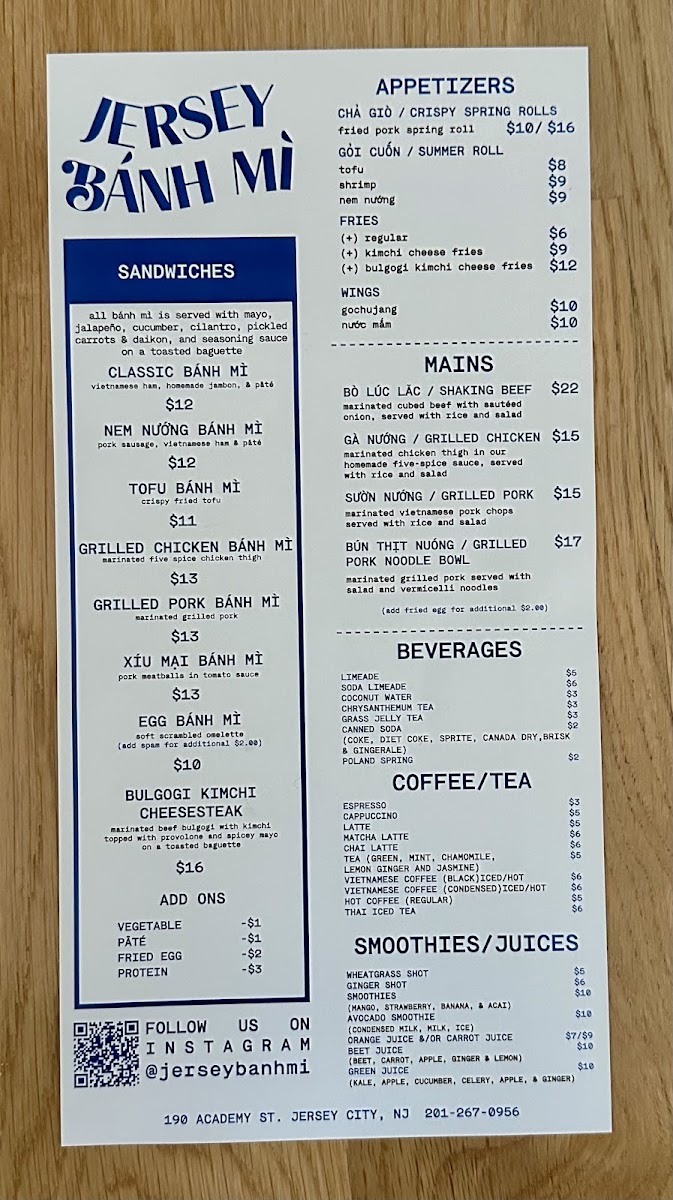 JERSEY
BÁNH MÌ
SANDWICHES
all bánh mì is served with mayo,
jalapeño, cucumber, cilantro, pickled
carrots & daikon, and seasoning sauce
on a toasted baguette
CLASSIC BÁNH MÌ
vietnamese ham, homemade jambon, & pâté
$12
NEM NƯỚNG BÁNH MÌ
pork sausage, vietnamese ham & pâté
$12
TOFU BÁNH MÌ
crispy fried tofu
$11
GRILLED CHICKEN BÁNH MÌ
marinated five spice chicken thigh
$13
GRILLED PORK BÁNH MÌ
marinated grilled pork
$13
XÍU MẠI BÁNH MÌ
pork meatballs in tomato sauce
$13
EGG BÁNH MÌ
soft scrambled omelette
(add spam for additional $2.00)
$10
BULGOGI KIMCHI
CHEESESTEAK
marinated beef bulgogi with kimchi
topped with provolone and spicey mayo
on a toasted baguette
$16
ADD ONS
VEGETABLE -$1
PÂTÉ -$1
FRIED EGG -$2
PROTEIN -$3
FOLLOW US ON
INSTAGRAM
@jerseybanhmi
APPETIZERS
CHẢ GIÒ / CRISPY SPRING ROLLS
fried pork spring roll $10/ $16
GỎI CUỐN / SUMMER ROLL
tofu $8
shrimp $9
nem nướng $9
FRIES
(+) regular $6
(+) kimchi cheese fries $9
(+) bulgogi kimchi cheese fries $12
WINGS
gochujang $10
nước mắm $10
MAINS
BÒ LÚC LẮC / SHAKING BEEF $22
marinated cubed beef with sautéed
onion, served with rice and salad
GÀ NƯỚNG / GRILLED CHICKEN $15
marinated chicken thigh in our
homemade five-spice sauce, served
with rice and salad
SƯỜN NƯỚNG / GRILLED PORK $15
marinated vietnamese pork chops
served with rice and salad
BÚN THỊT NUÓNG / GRILLED $17
PORK NOODLE BOWL
marinated grilled pork served with
salad and vermicelli noodles
(add fried egg for additional $2.00)
BEVERAGES
LIMEADE $5
SODA LIMEADE $6
COCONUT WATER $3
CHRYSANTHEMUM TEA $3
GRASS JELLY TEA $3
CANNED SODA $2
(COKE, DIET COKE, SPRITE, CANADA DRY,BRISK
& GINGERALE)
POLAND SPRING $2
COFFEE/TEA
ESPRESSO $3
CAPPUCCINO $5
LATTE $5
MATCHA LATTE $6
CHAI LATTE $6
TEA (GREEN, MINT, CHAMOMILE, $5
LEMON GINGER AND JASMINE)
VIETNAMESE COFFEE (BLACK)ICED/HOT $6
VIETNAMESE COFFEE (CONDENSED)ICED/HOT $6
HOT COFFEE (REGULAR) $5
THAI ICED TEA $6
SMOOTHIES/JUICES
WHEATGRASS SHOT $5
GINGER SHOT $6
SMOOTHIES $10
(MANGO, STRAWBERRY, BANANA, & ACAI)
AVOCADO SMOOTHIE $10
(CONDENSED MILK, MILK, ICE)
ORANGE JUICE &/OR CARROT JUICE $7/$9
BEET JUICE $10
(BEET, CARROT, APPLE, GINGER & LEMON)
GREEN JUICE $10
(KALE, APPLE, CUCUMBER, CELERY, APPLE, & GINGER)
190 ACADEMY ST. JERSEY CITY, NJ 201-267-0956